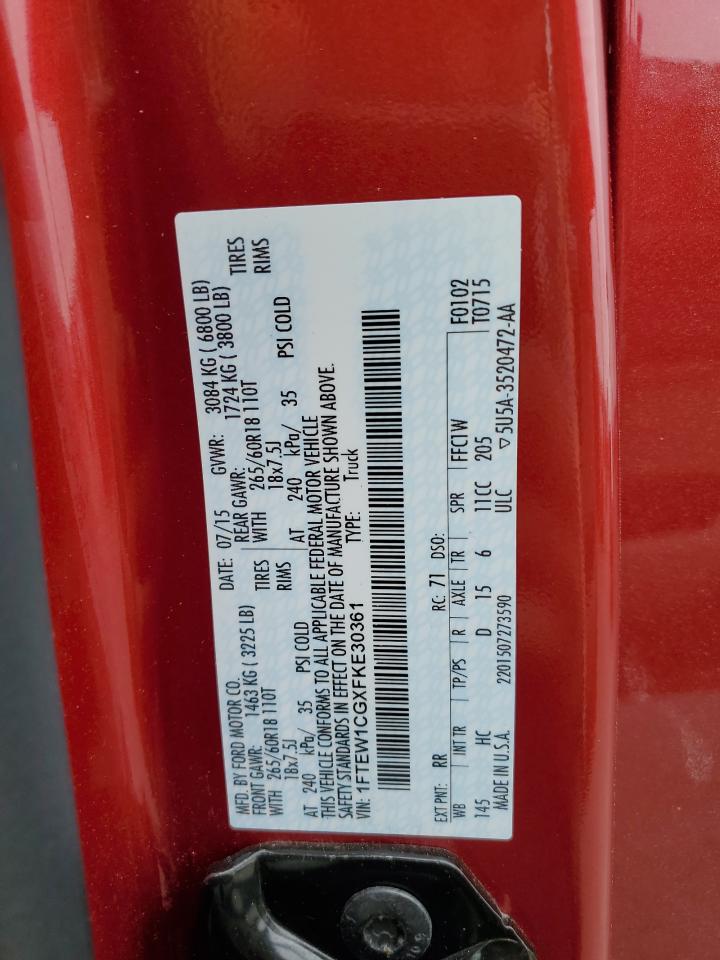 MFD. BY FORD MOTOR CO.
DATE: 07/15 GVWR: 3084 KG ( 6800 LB)
FRONT GAWR: 1463 KG ( 3225 LB) REAR GAWR: 1724 KG ( 3800 LB)
WITH 265/60R18 110T TIRES WITH 265/60R18 110T TIRES
18x7.5J RIMS 18x7.5J RIMS
AT 240 kPa/ 35 PSI COLD AT 240 kPa/ 35 PSI COLD
THIS VEHICLE CONFORMS TO ALL APPLICABLE FEDERAL MOTOR VEHICLE
SAFETY STANDARDS IN EFFECT ON THE DATE OF MANUFACTURE SHOWN ABOVE.
VIN: 1FTEW1CGXFKE30361 TYPE: Truck
EXT PNT: RR RC: 71 DSO: FFC1W F0102
WB INT TR TP/PS R AXLE TR SPR T0715
145 HC D 15 6 11CC 205
MADE IN U.S.A. 2201507273590 ULC ▽5U5A-3520472-AA